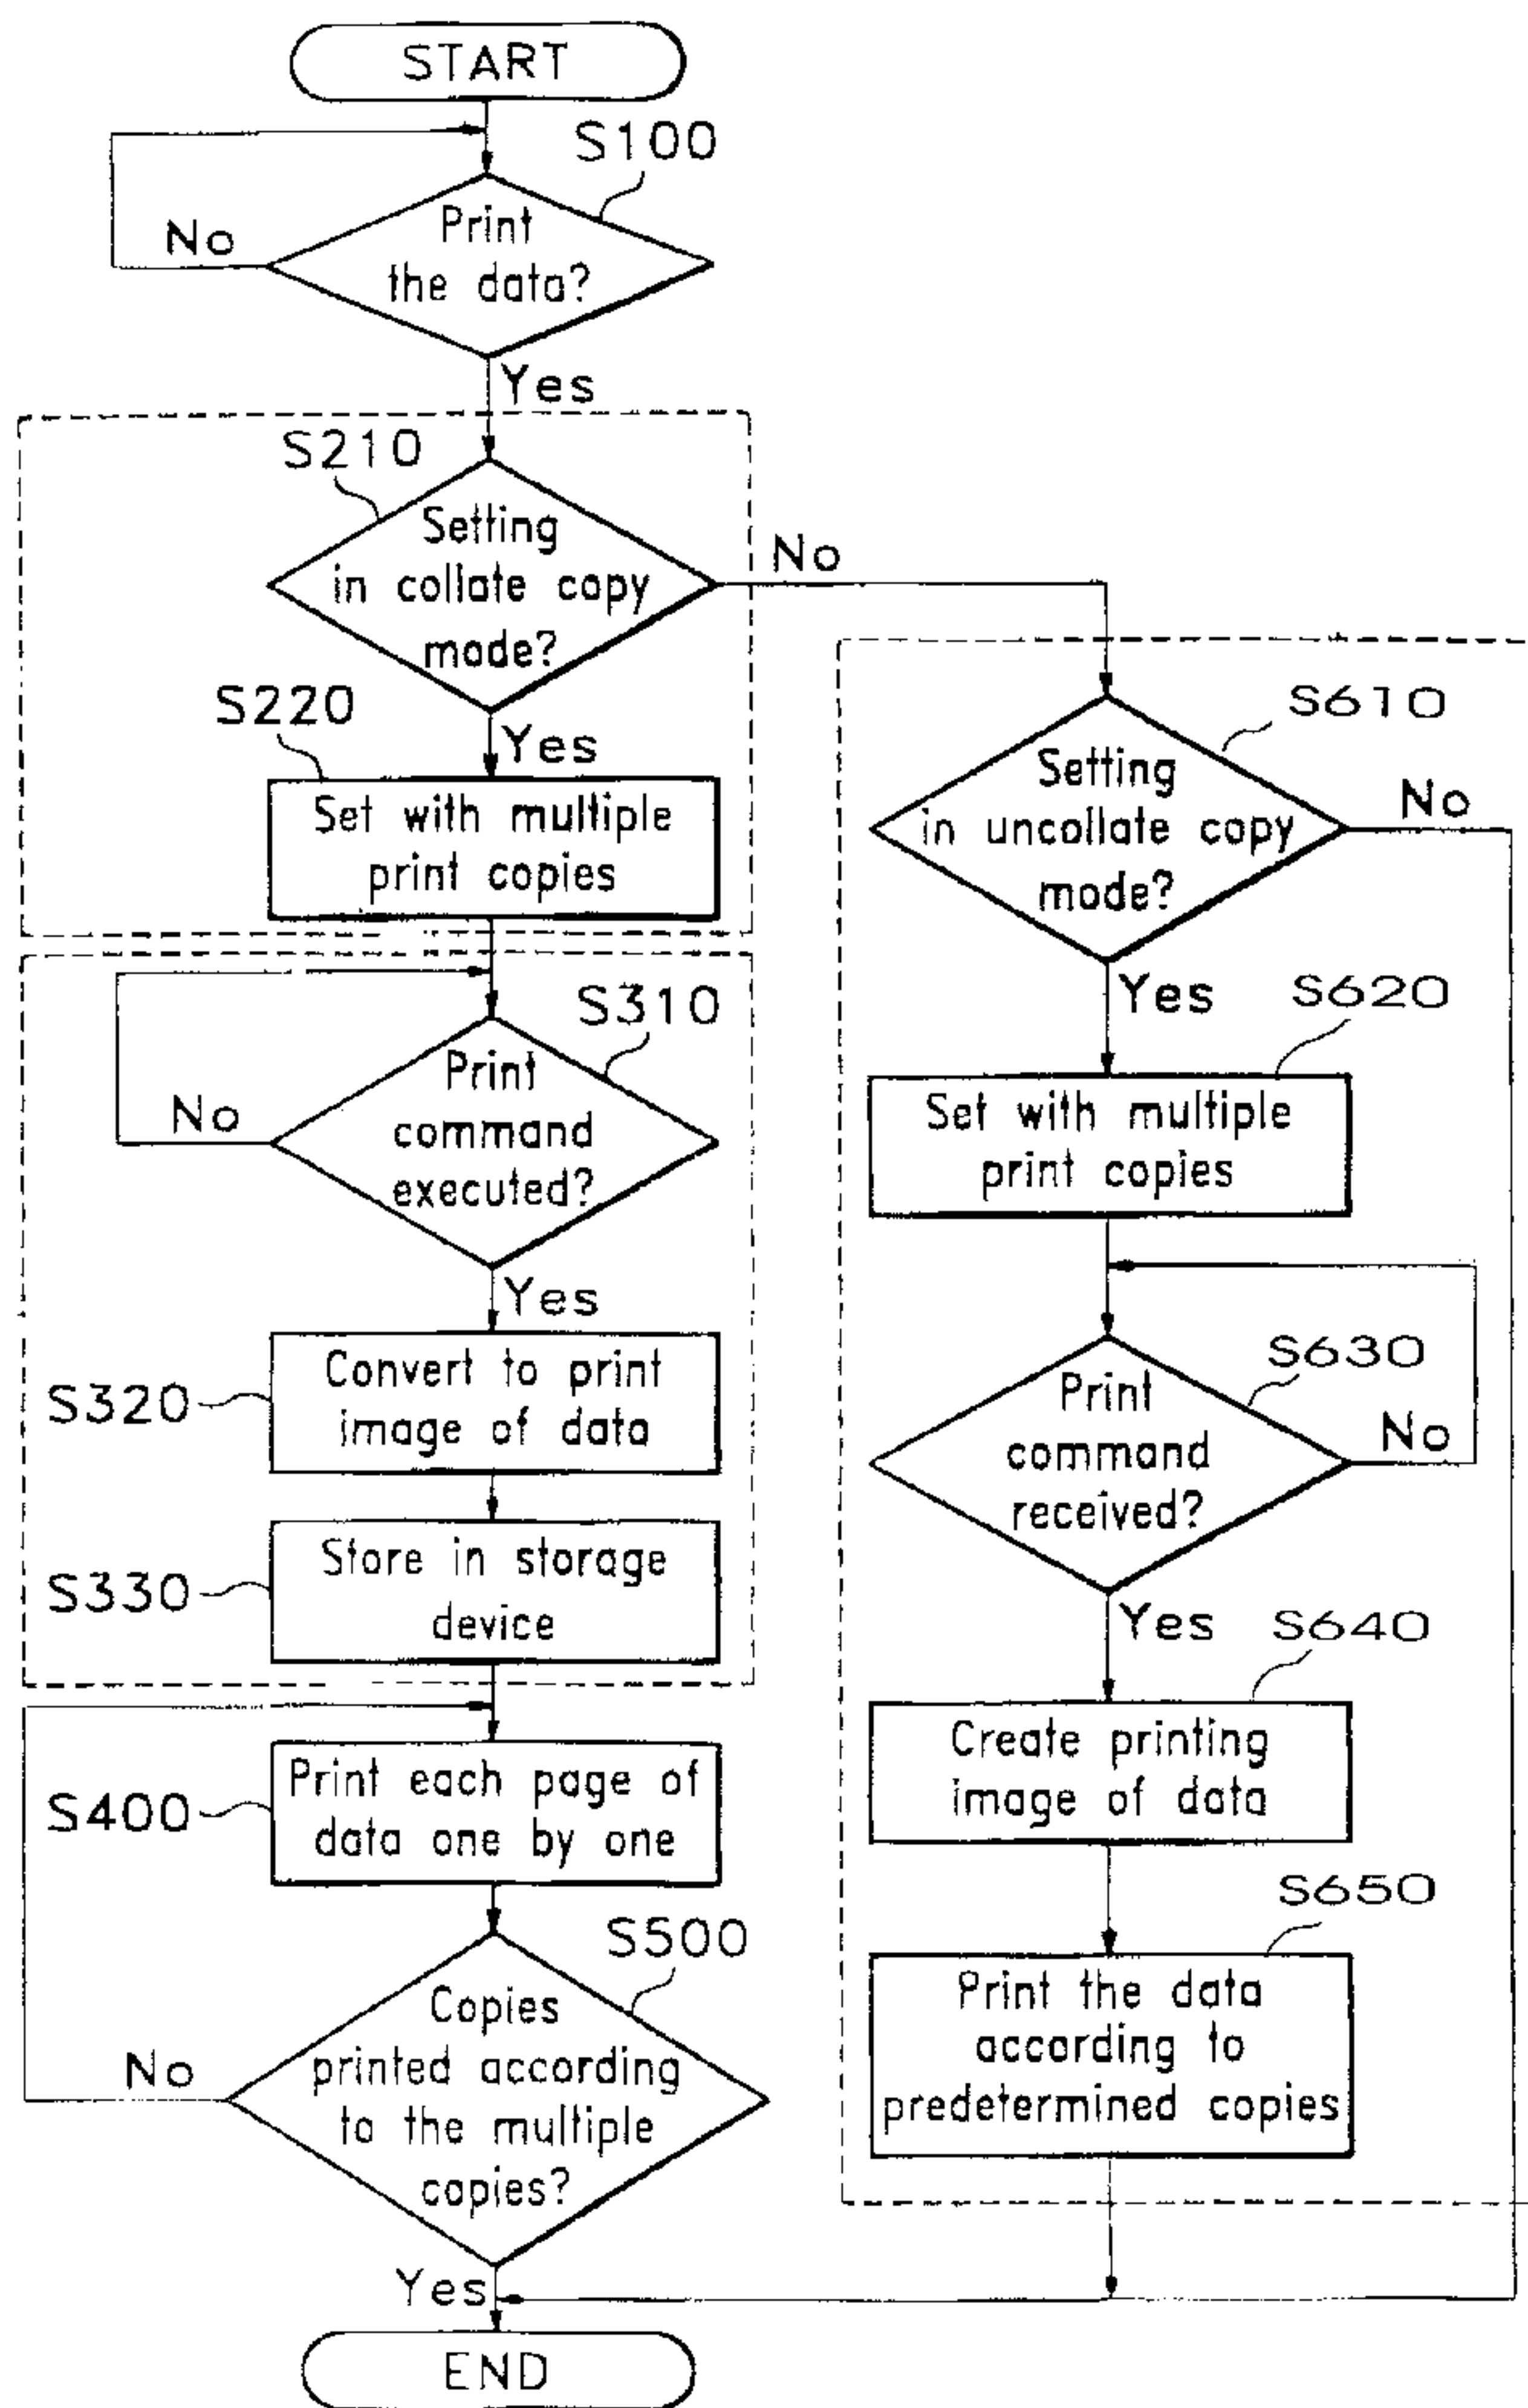 START
S100
Print
the data?
No
Yes
S210
Setting
in collate copy
mode?
No
S220
Yes
Set with multiple
print copies
S310
Print
command
executed?
No
Yes
S320
Convert to print
image of data
S330
Store in storage
device
S400
Print each page of
data one by one
S500
Copies
printed according
to the multiple
copies?
No
Yes
S610
Setting
in uncollate copy
mode?
No
Yes
S620
Set with multiple
print copies
S630
Print
command
received?
No
Yes
S640
Create printing
image of data
S650
Print the data
according to
predetermined copies
END